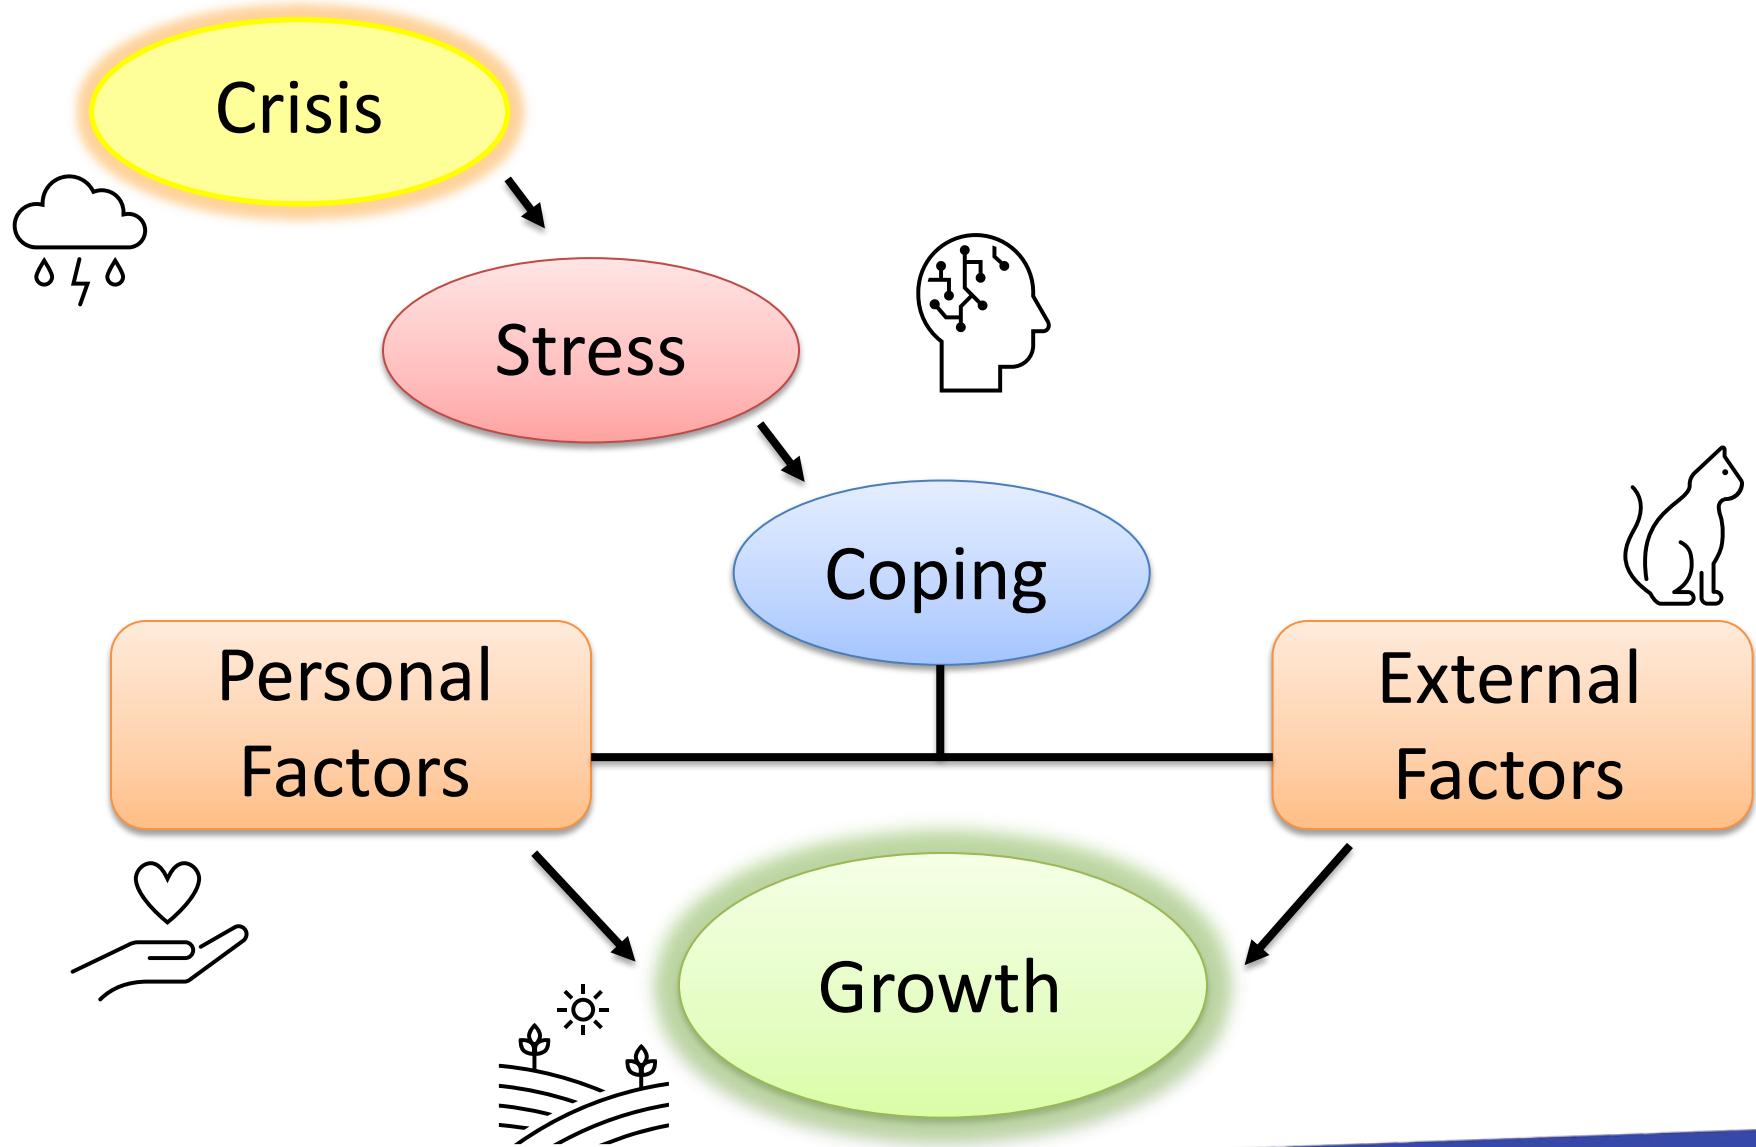 Crisis
Stress
Coping
Personal
Factors
External
Factors
Growth